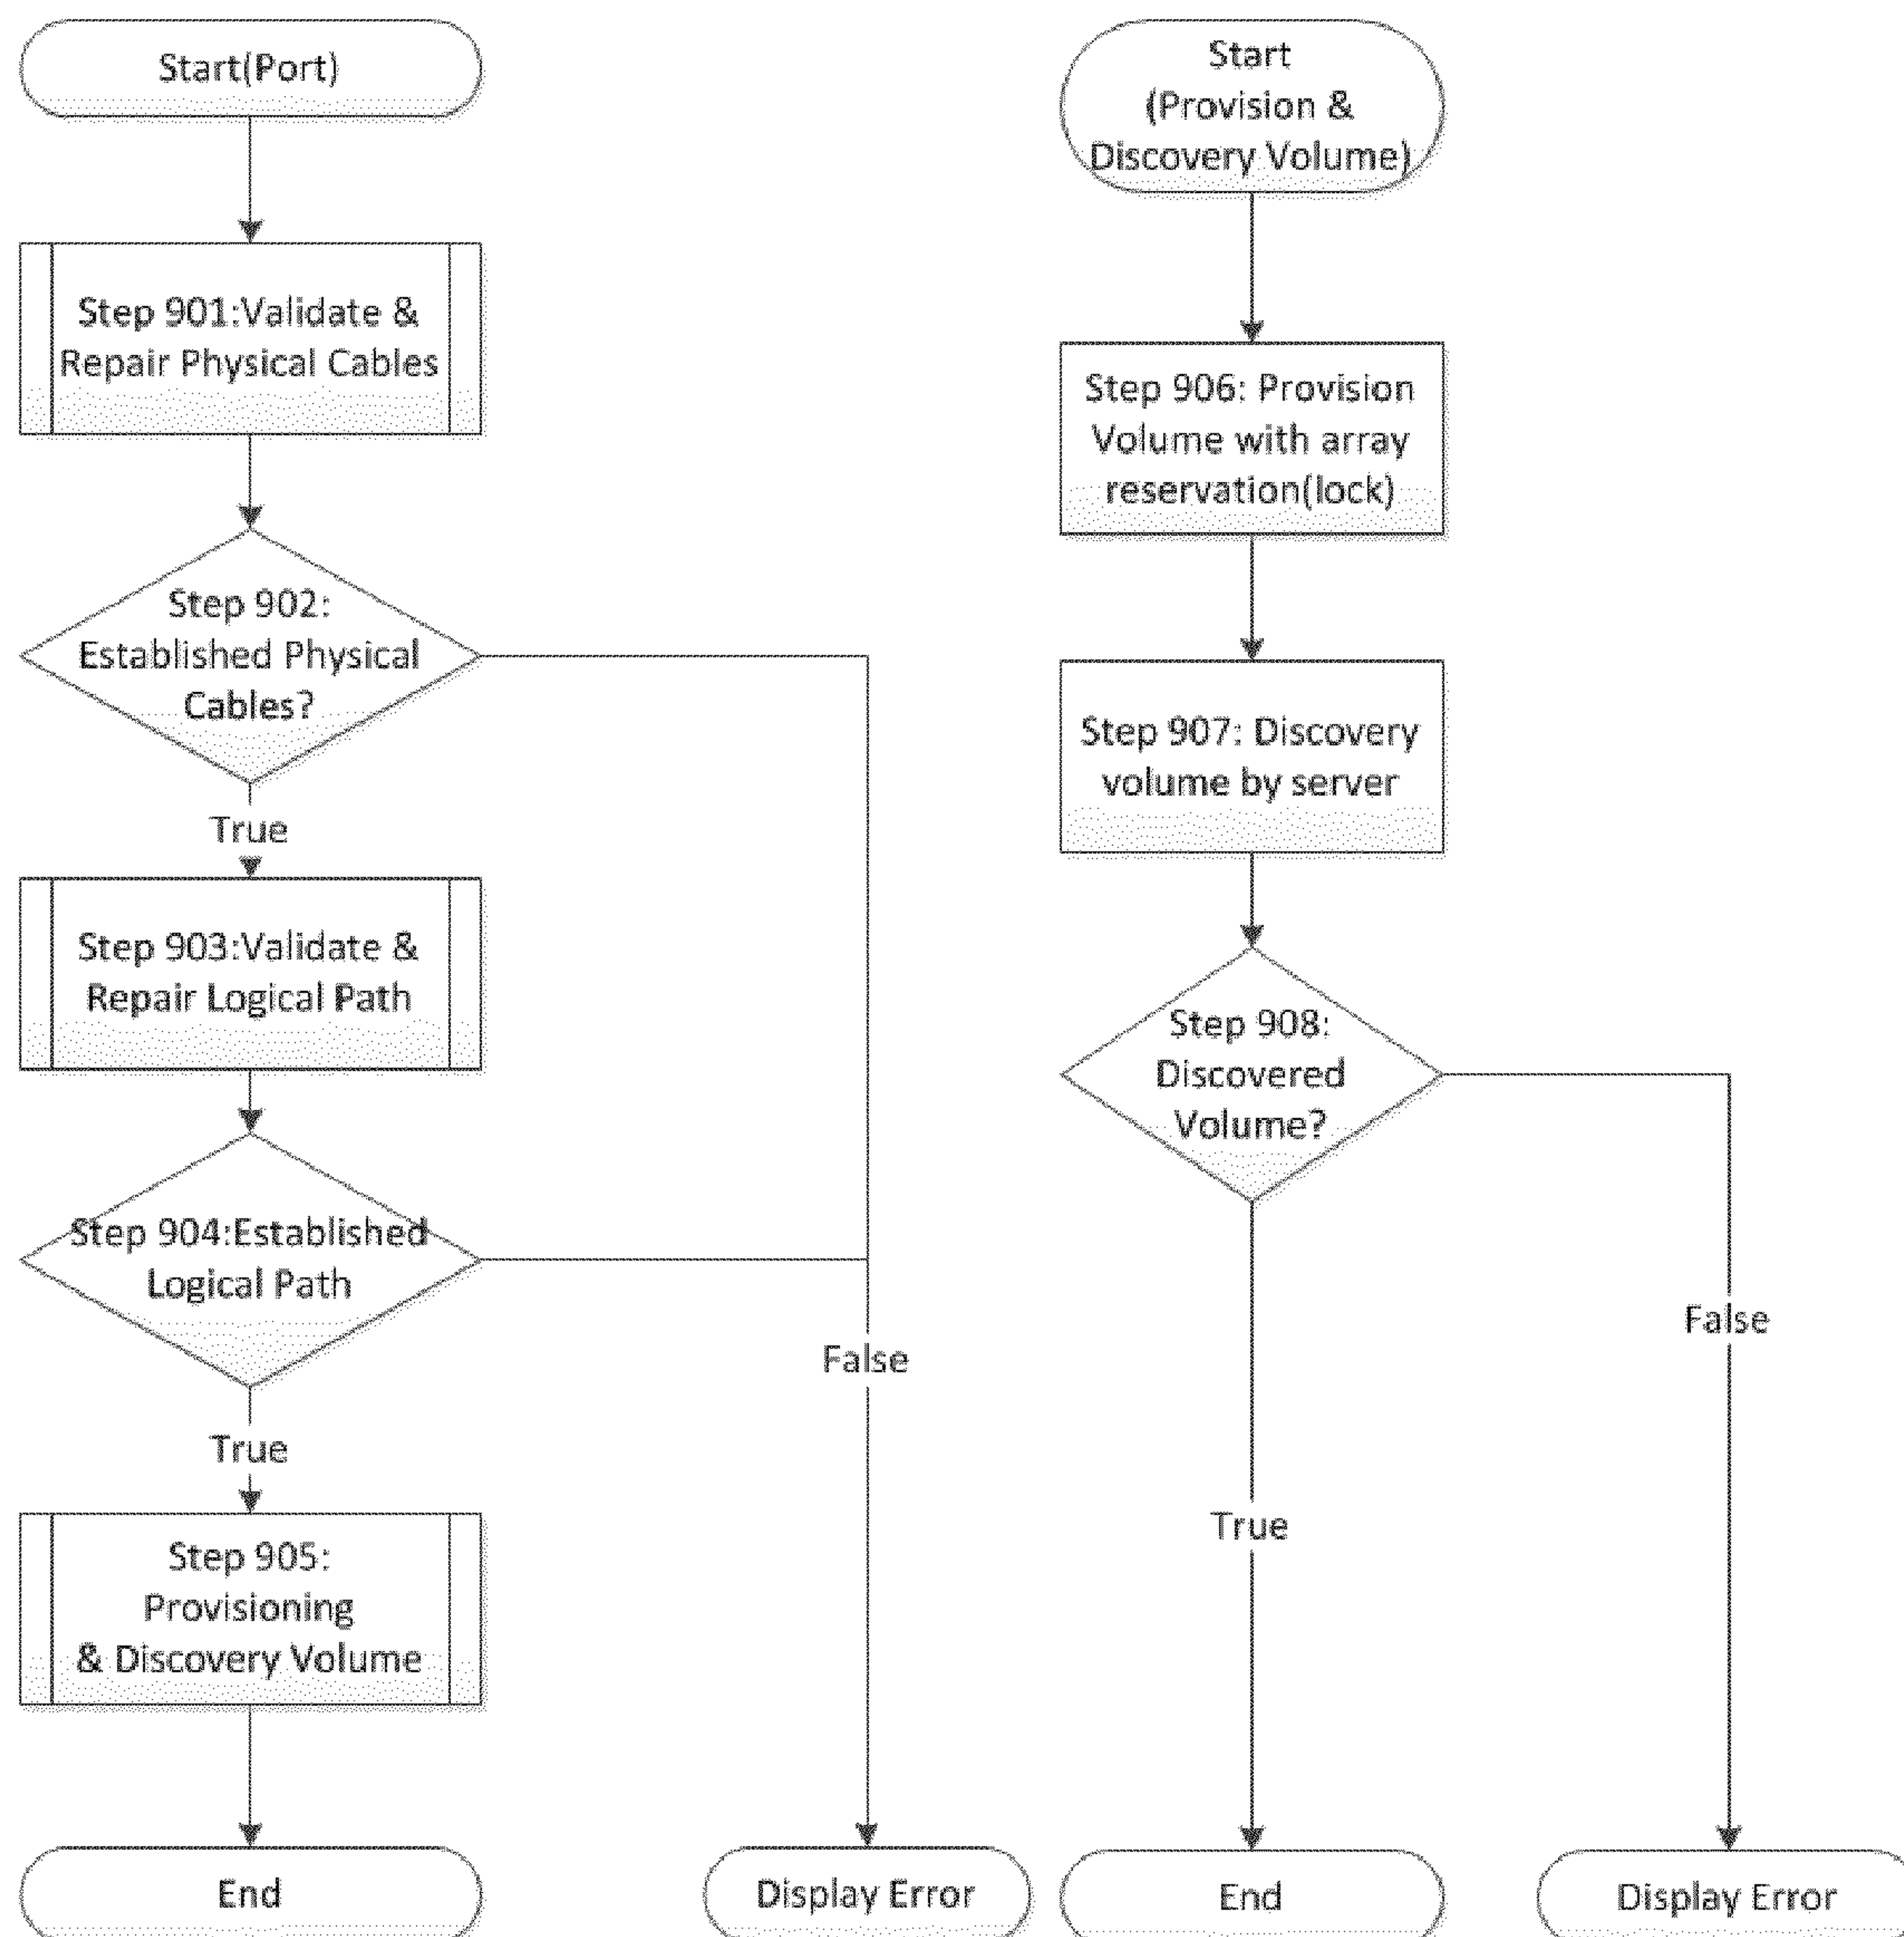 Start(Port)
Step 901:Validate &
Repair Physical Cables
Step 902:
Established Physical
Cables?
True
Step 903:Validate &
Repair Logical Path
Step 904:Established
Logical Path
False
True
Step 905:
Provisioning
& Discovery Volume
End
Display Error
Start
(Provision &
Discovery Volume)
Step 906: Provision
Volume with array
reservation(lock)
Step 907: Discovery
volume by server
Step 908:
Discovered
Volume?
False
True
End
Display Error